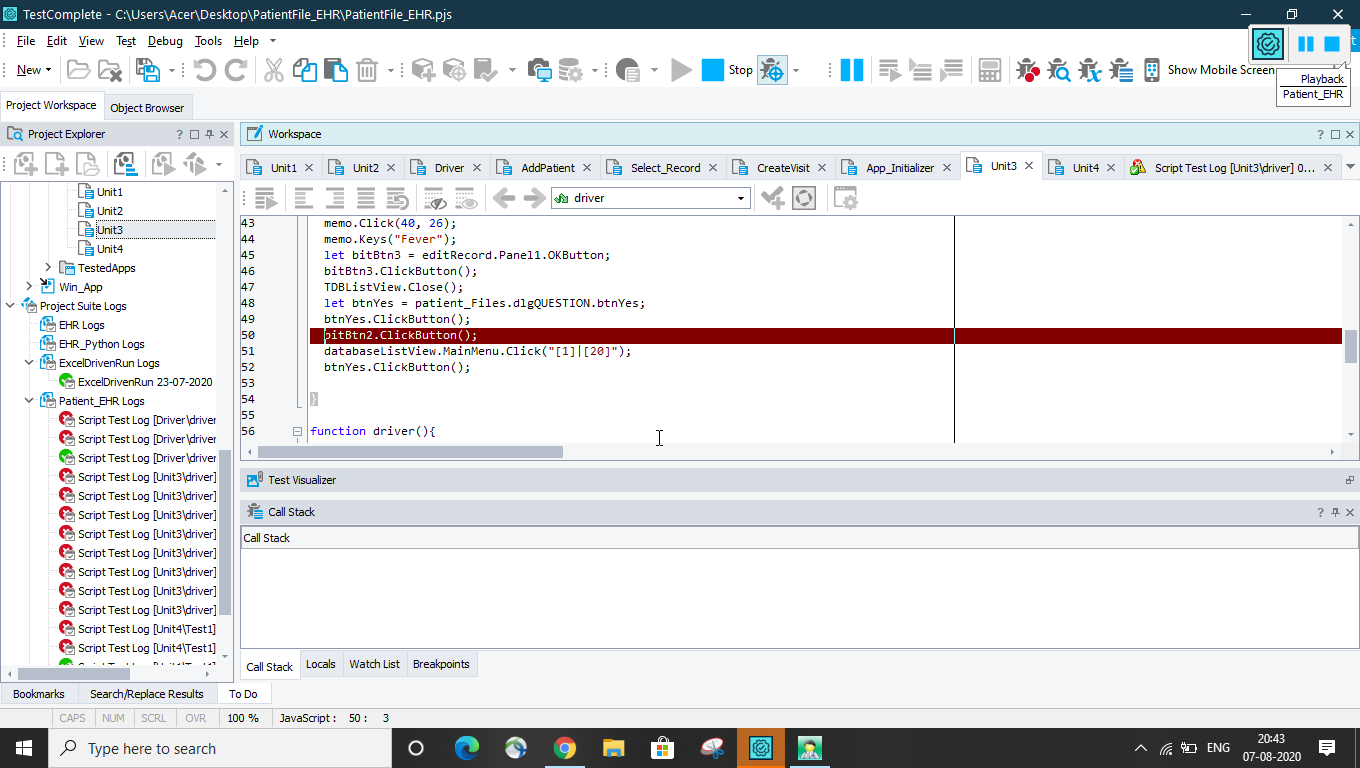 TestComplete - C:\Users\Acer\Desktop\PatientFile_EHR\PatientFile_EHR.pjs
File Edit View Test Debug Tools Help
New Stop Show Mobile Screen
Playback
Patient_EHR
Project Workspace Object Browser
Project Explorer
Workspace
Unit1 Unit2 Driver AddPatient Select_Record CreateVisit App_Initializer Unit3 Unit4 Script Test Log [Unit3\driver] 0...
driver
Unit1
Unit2
Unit3
Unit4
TestedApps
Win_App
Project Suite Logs
EHR Logs
EHR_Python Logs
ExcelDrivenRun Logs
ExcelDrivenRun 23-07-2020
Patient_EHR Logs
Script Test Log [Driver\driver
Script Test Log [Driver\driver
Script Test Log [Driver\driver
Script Test Log [Unit3\driver]
Script Test Log [Unit3\driver]
Script Test Log [Unit3\driver]
Script Test Log [Unit3\driver]
Script Test Log [Unit3\driver]
Script Test Log [Unit3\driver]
Script Test Log [Unit3\driver]
Script Test Log [Unit3\driver]
Script Test Log [Unit4\Test1]
Script Test Log [Unit4\Test1]
43 memo.Click(40, 26);
44 memo.Keys("Fever");
45 let bitBtn3 = editRecord.Panel1.OKButton;
46 bitBtn3.ClickButton();
47 TDBListView.Close();
48 let btnYes = patient_Files.dlgQUESTION.btnYes;
49 btnYes.ClickButton();
50 bitBtn2.ClickButton();
51 databaseListView.MainMenu.Click("[1]|[20]");
52 btnYes.ClickButton();
53
54 }
55
56 function driver(){
Test Visualizer
Call Stack
Call Stack
Call Stack Locals Watch List Breakpoints
Bookmarks Search/Replace Results To Do
CAPS NUM SCRL OVR 100 % JavaScript : 50 : 3
Type here to search
ENG
20:43
07-08-2020